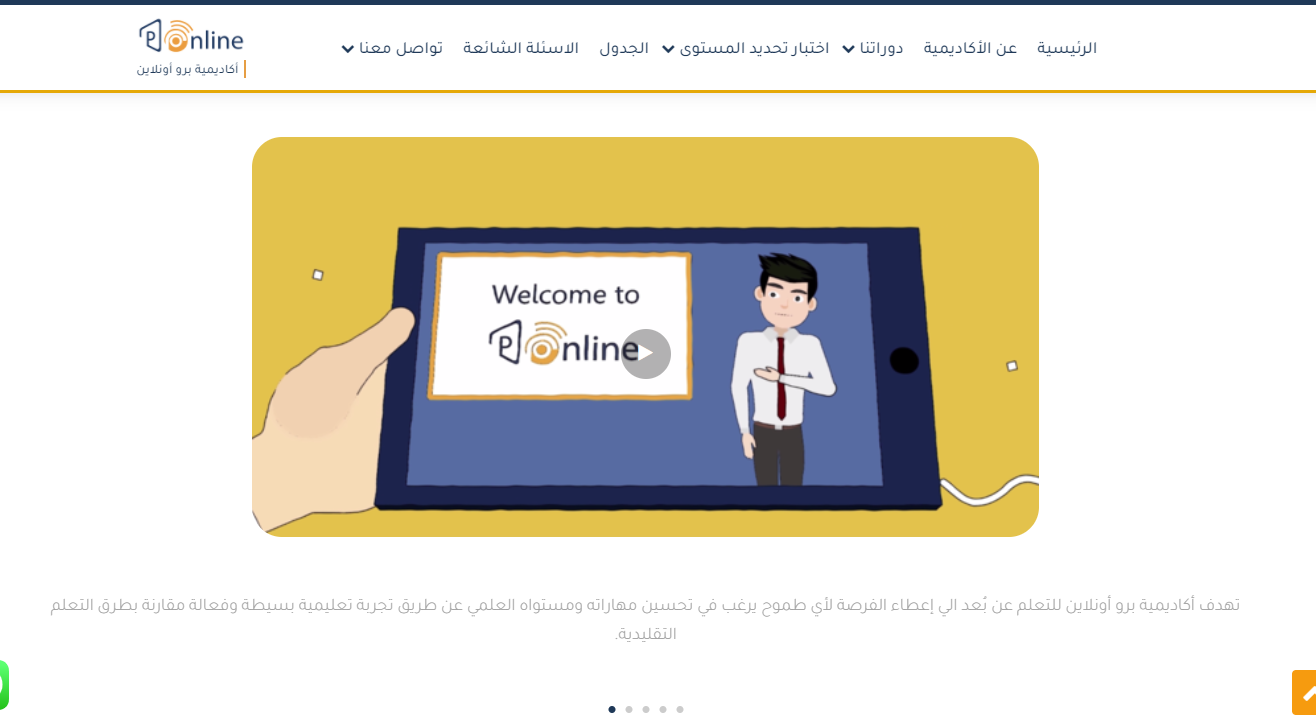 الرئيسية
عن الأكاديمية
دوراتنا
اختبار تحديد المستوى
الجدول
الاسئلة الشائعة
تواصل معنا
Online
أكاديمية برو أونلاين
Welcome to
Online
تهدف أكاديمية برو أونلاين للتعلم عن بُعد الي إعطاء الفرصة لأي طموح يرغب في تحسين مهاراته ومستواه العلمي عن طريق تجربة تعليمية بسيطة وفعالة مقارنة بطرق التعلم
التقليدية.